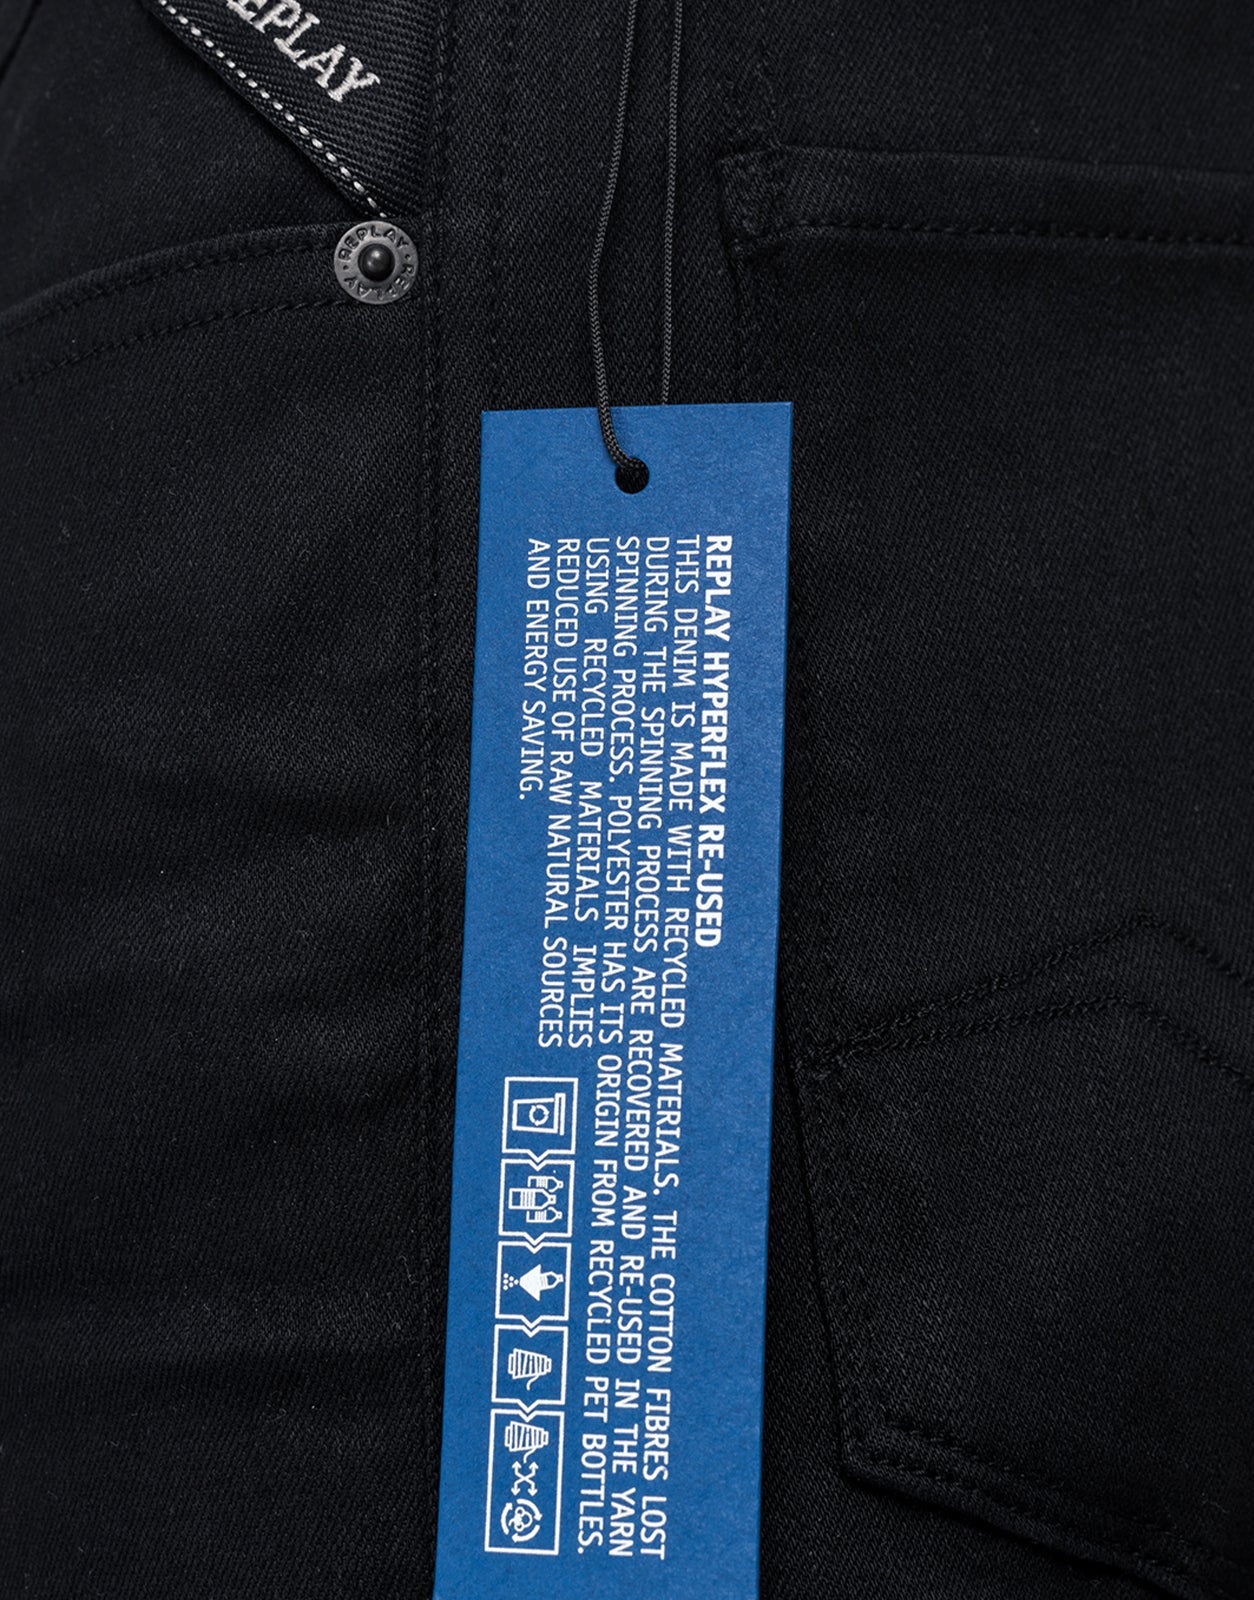 REPLAY
REPLAY · REPLAY ·
REPLAY HYPERFLEX RE-USED
THIS DENIM IS MADE WITH RECYCLED MATERIALS. THE COTTON FIBRES LOST
DURING THE SPINNING PROCESS ARE RECOVERED AND RE-USED IN THE YARN
SPINNING PROCESS. POLYESTER HAS ITS ORIGIN FROM RECYCLED PET BOTTLES.
USING RECYCLED MATERIALS IMPLIES
REDUCED USE OF RAW NATURAL SOURCES
AND ENERGY SAVING.